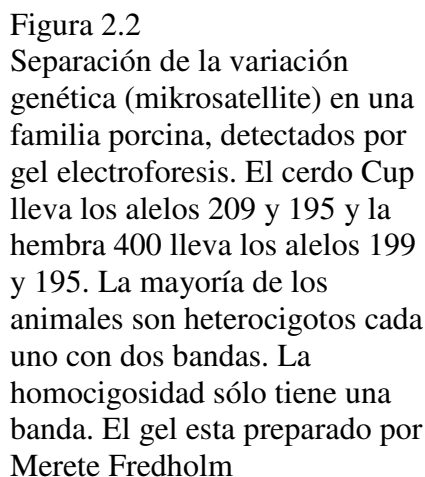 Figura 2.2
Separación de la variación
genética (mikrosatellite) en una
familia porcina, detectados por
gel electroforesis. El cerdo Cup
lleva los alelos 209 y 195 y la
hembra 400 lleva los alelos 199
y 195. La mayoría de los
animales son heterocigotos cada
uno con dos bandas. La
homocigosidad sólo tiene una
banda. El gel esta preparado por
Merete Fredholm